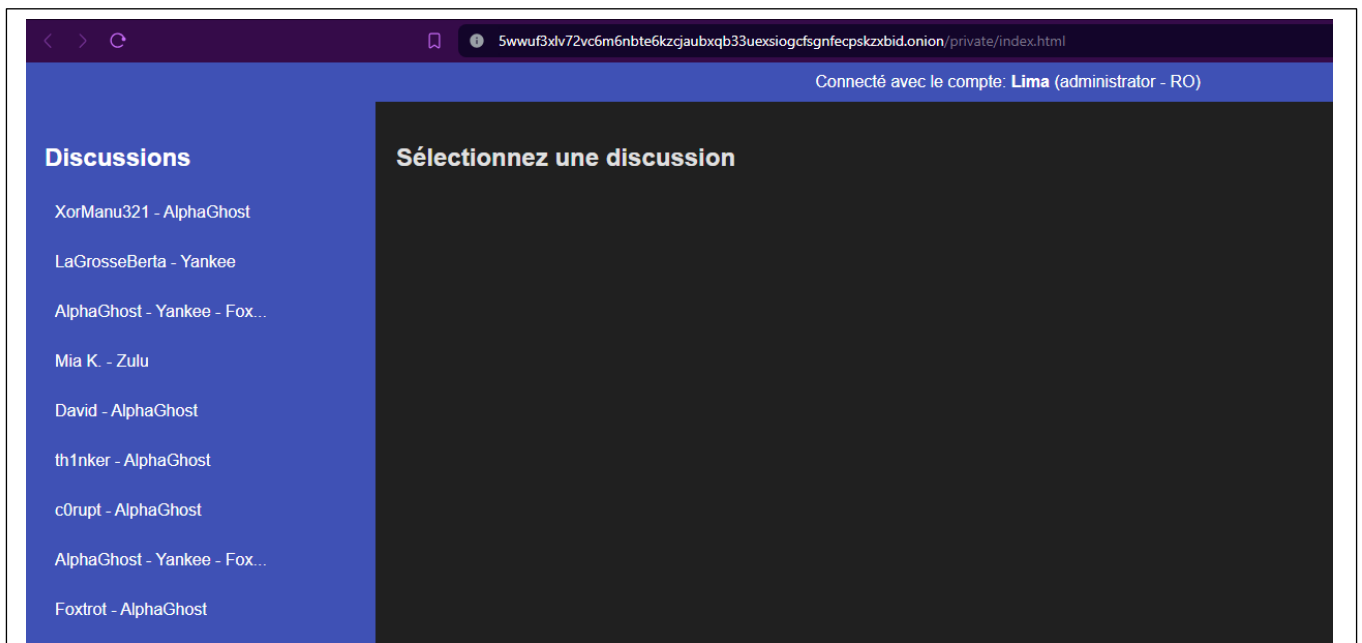 5wwuf3xlv72vc6m6nbte6kzcjaubxqb33uexsiogcfsgnfecpskzxbid.onion/private/index.html
Connecté avec le compte: Lima (administrator - RO)
Discussions
Sélectionnez une discussion
XorManu321 - AlphaGhost
LaGrosseBerta - Yankee
AlphaGhost - Yankee - Fox...
Mia K. - Zulu
David - AlphaGhost
th1nker - AlphaGhost
c0rupt - AlphaGhost
AlphaGhost - Yankee - Fox...
Foxtrot - AlphaGhost